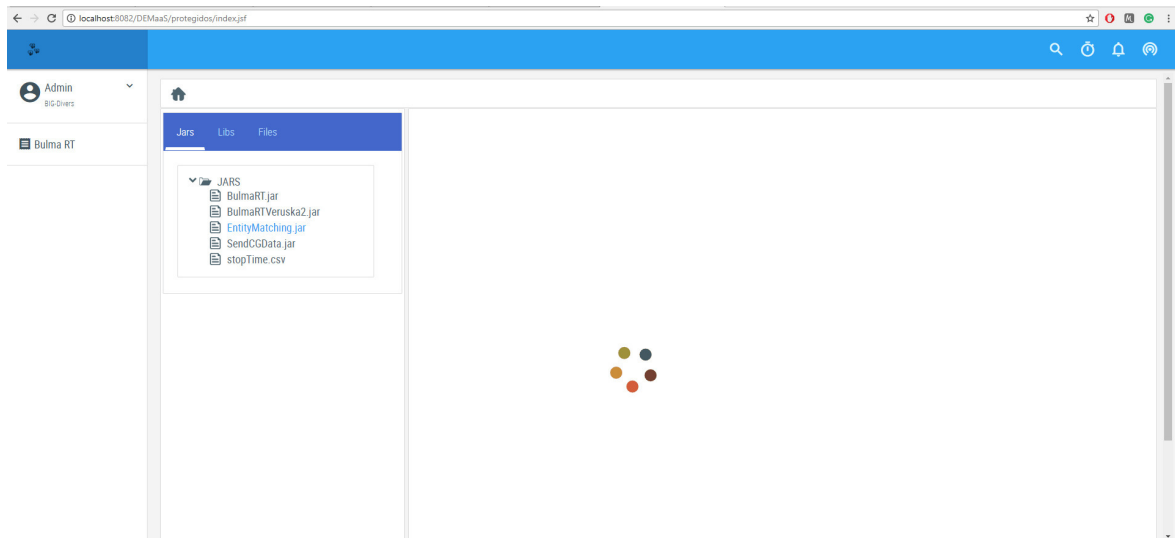 localhost:8082/DEMaaS/protegidos/index.jsf
Admin
BIG-Divers
Bulma RT
Jars Libs Files
JARS
BulmaRT.jar
BulmaRTVeruska2.jar
EntityMatching.jar
SendCGData.jar
stopTime.csv